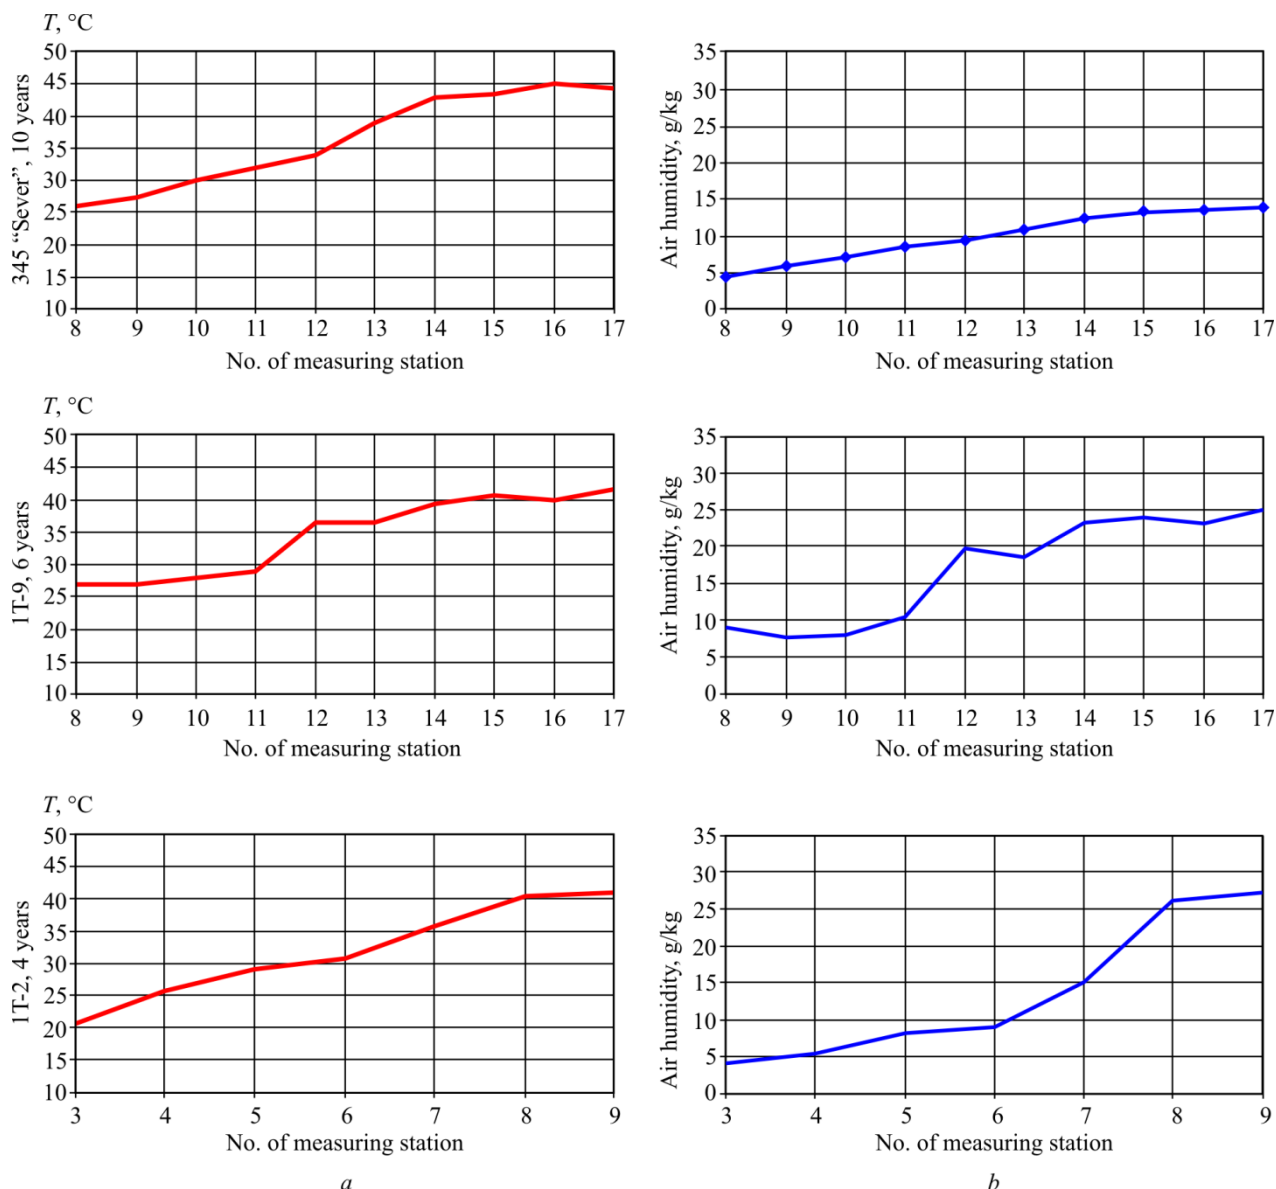 T, °C
345 “Sever”, 10 years
50
45
40
35
30
25
20
15
10
8 9 10 11 12 13 14 15 16 17
No. of measuring station
Air humidity, g/kg
35
30
25
20
15
10
5
0
8 9 10 11 12 13 14 15 16 17
No. of measuring station
T, °C
1T-9, 6 years
50
45
40
35
30
25
20
15
10
8 9 10 11 12 13 14 15 16 17
No. of measuring station
Air humidity, g/kg
35
30
25
20
15
10
5
0
8 9 10 11 12 13 14 15 16 17
No. of measuring station
T, °C
1T-2, 4 years
50
45
40
35
30
25
20
15
10
3 4 5 6 7 8 9
No. of measuring station
a
Air humidity, g/kg
35
30
25
20
15
10
5
0
3 4 5 6 7 8 9
No. of measuring station
b